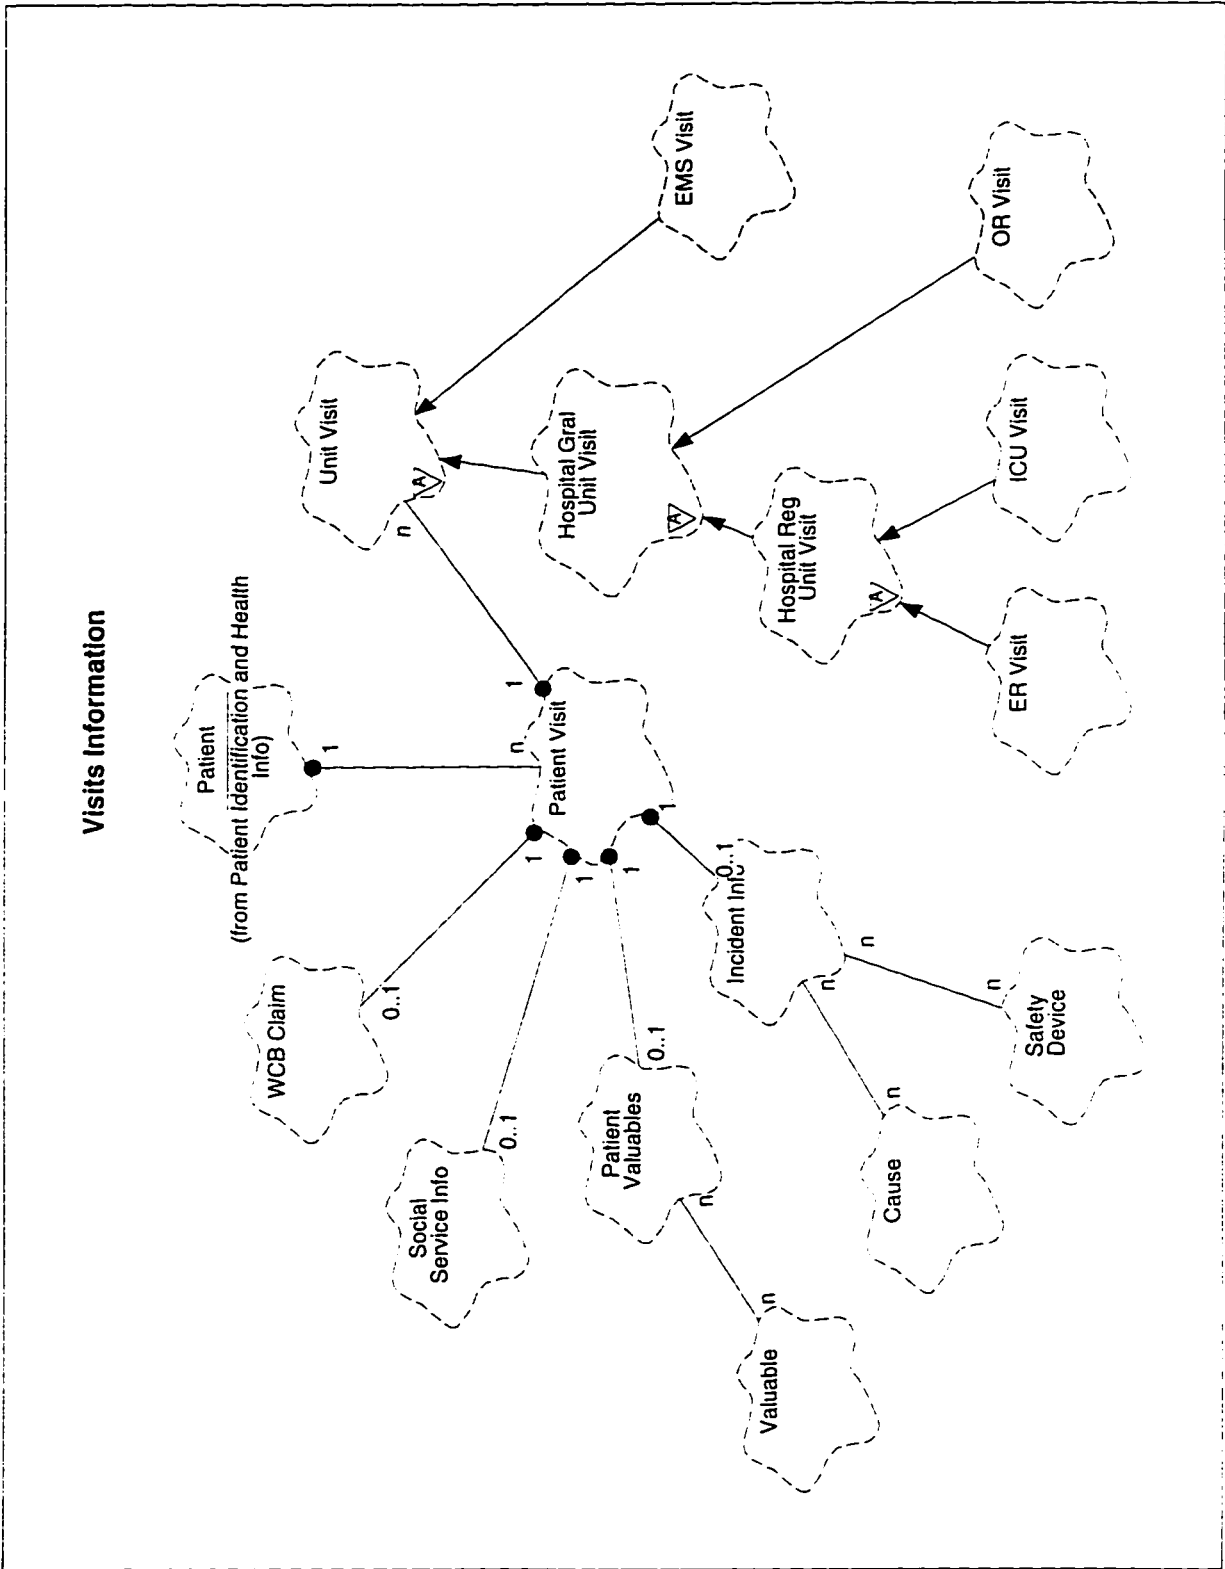 Visits Information
Patient
(from Patient Identification and Health
Info)
WCB Claim
0..1
1
1
n
Patient Visit
1
n
Unit Visit
A
Social
Service Info
0..1
1
Patient
Valuables
0..1
1
n
Valuable
n
Incident Info
0..1
1
n
n
Cause
n
Safety
Device
n
Hospital Gral
Unit Visit
A
EMS Visit
Hospital Reg
Unit Visit
A
OR Visit
ER Visit
ICU Visit